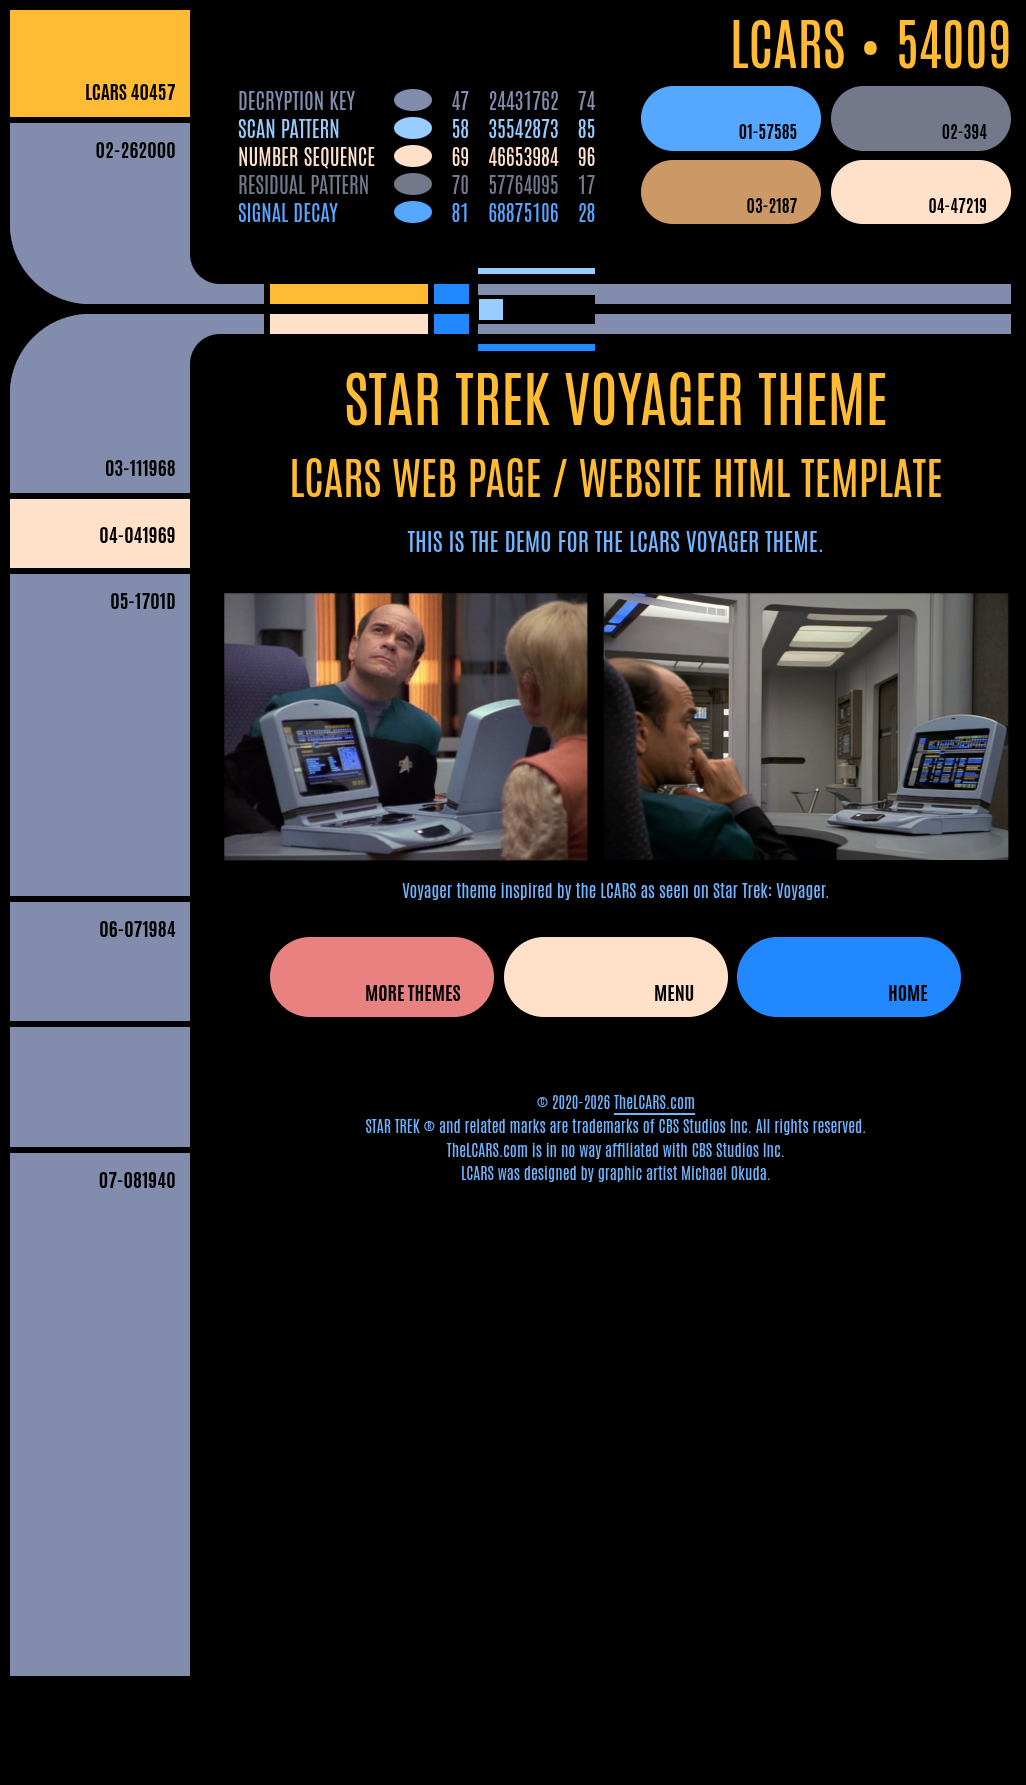 LCARS • 54009
LCARS 40457
02-262000
DECRYPTION KEY 47 24431762 74
SCAN PATTERN 58 35542873 85
NUMBER SEQUENCE 69 46653984 96
RESIDUAL PATTERN 70 57764095 17
SIGNAL DECAY 81 68875106 28
01-57585
02-394
03-2187
04-47219
03-111968
04-041969
05-1701D
06-071984
07-081940
STAR TREK VOYAGER THEME
LCARS WEB PAGE / WEBSITE HTML TEMPLATE
THIS IS THE DEMO FOR THE LCARS VOYAGER THEME.
Voyager theme inspired by the LCARS as seen on Star Trek: Voyager.
MORE THEMES
MENU
HOME
© 2020-2026 TheLCARS.com
STAR TREK ® and related marks are trademarks of CBS Studios Inc. All rights reserved.
TheLCARS.com is in no way affiliated with CBS Studios Inc.
LCARS was designed by graphic artist Michael Okuda.